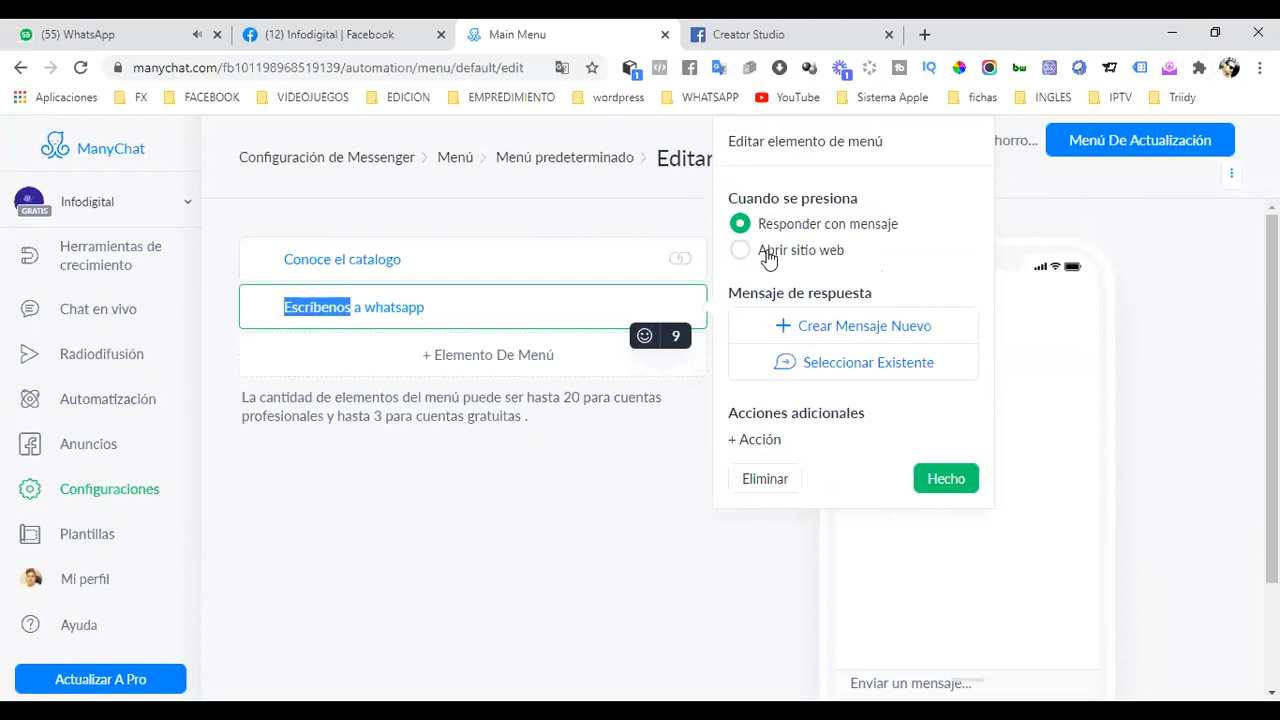 (55) WhatsApp
(12) Infodigital | Facebook
Main Menu
Creator Studio
manychat.com/fb101198968519139/automation/menu/default/edit
Aplicaciones
FX
FACEBOOK
VIDEOJUEGOS
EDICION
EMPREDIMIENTO
wordpress
WHATSAPP
YouTube
Sistema Apple
fichas
INGLES
IPTV
Triidy
ManyChat
Infodigital
GRATIS
Herramientas de
crecimiento
Chat en vivo
Radiodifusión
Automatización
Anuncios
Configuraciones
Plantillas
Mi perfil
Ayuda
Actualizar A Pro
Configuración de Messenger
Menú
Menú predeterminado
Editar
horro...
Menú De Actualización
Conoce el catalogo
Escríbenos a whatsapp
9
+ Elemento De Menú
La cantidad de elementos del menú puede ser hasta 20 para cuentas
profesionales y hasta 3 para cuentas gratuitas .
Editar elemento de menú
Cuando se presiona
Responder con mensaje
Abrir sitio web
Mensaje de respuesta
+ Crear Mensaje Nuevo
Seleccionar Existente
Acciones adicionales
+ Acción
Eliminar
Hecho
Enviar un mensaje...